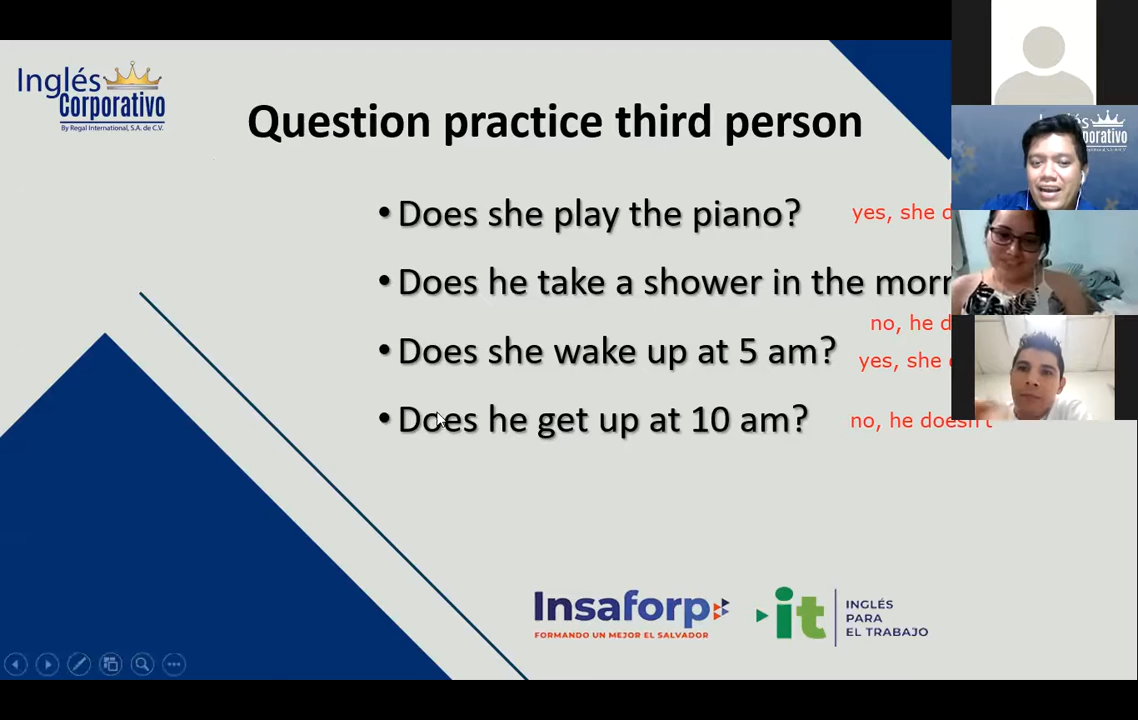 Inglés
Corporativo
By Regal International, S.A. de C.V.
Question practice third person
• Does she play the piano? yes, she
• Does he take a shower in the
no, he
• Does she wake up at 5 am? yes, she
• Does he get up at 10 am? no, he doesn't
Insaforp
FORMANDO UN MEJOR EL SALVADOR
it
INGLÉS
PARA
EL TRABAJO